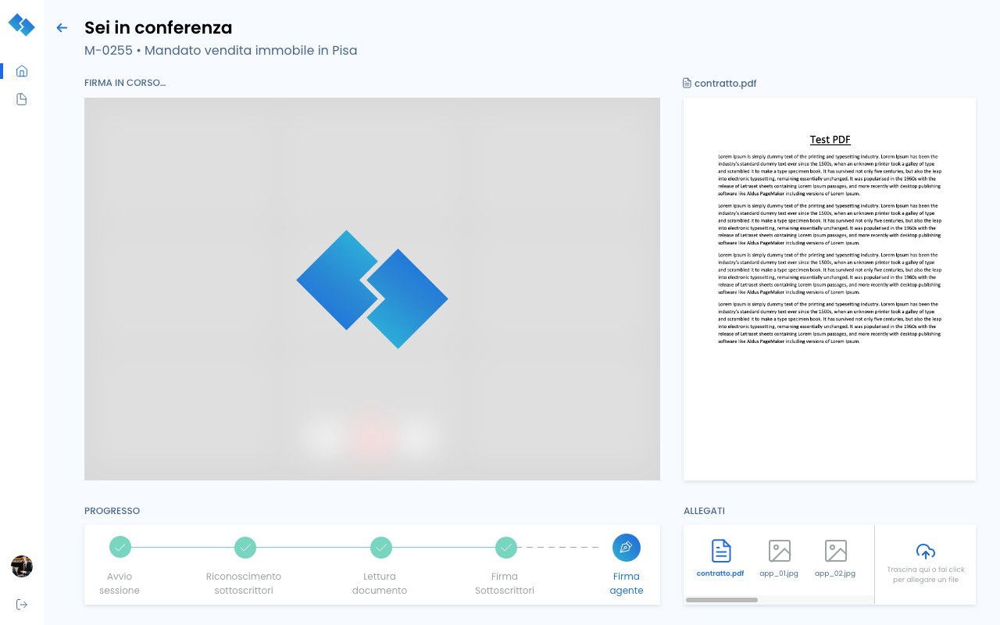 Sei in conferenza
M-0255 • Mandato vendita immobile in Pisa
FIRMA IN CORSO...
contratto.pdf
Test PDF
Lorem Ipsum is simply dummy text of the printing and typesetting industry. Lorem Ipsum has been the
industry's standard dummy text ever since the 1500s, when an unknown printer took a galley of type
and scrambled it to make a type specimen book. It has survived not only five centuries, but also the leap
into electronic typesetting, remaining essentially unchanged. It was popularised in the 1960s with the
release of Letraset sheets containing Lorem Ipsum passages, and more recently with desktop publishing
software like Aldus PageMaker including versions of Lorem Ipsum.
Lorem Ipsum is simply dummy text of the printing and typesetting industry. Lorem Ipsum has been the
industry's standard dummy text ever since the 1500s, when an unknown printer took a galley of type
and scrambled it to make a type specimen book. It has survived not only five centuries, but also the leap
into electronic typesetting, remaining essentially unchanged. It was popularised in the 1960s with the
release of Letraset sheets containing Lorem Ipsum passages, and more recently with desktop publishing
software like Aldus PageMaker including versions of Lorem Ipsum.
Lorem Ipsum is simply dummy text of the printing and typesetting industry. Lorem Ipsum has been the
industry's standard dummy text ever since the 1500s, when an unknown printer took a galley of type
and scrambled it to make a type specimen book. It has survived not only five centuries, but also the leap
into electronic typesetting, remaining essentially unchanged. It was popularised in the 1960s with the
release of Letraset sheets containing Lorem Ipsum passages, and more recently with desktop publishing
software like Aldus PageMaker including versions of Lorem Ipsum.
Lorem Ipsum is simply dummy text of the printing and typesetting industry. Lorem Ipsum has been the
industry's standard dummy text ever since the 1500s, when an unknown printer took a galley of type
and scrambled it to make a type specimen book. It has survived not only five centuries, but also the leap
into electronic typesetting, remaining essentially unchanged. It was popularised in the 1960s with the
release of Letraset sheets containing Lorem Ipsum passages, and more recently with desktop publishing
software like Aldus PageMaker including versions of Lorem Ipsum.
PROGRESSO
Avvio
sessione
Riconoscimento
sottoscrittori
Lettura
documento
Firma
Sottoscrittori
Firma
agente
ALLEGATI
contratto.pdf
app_01.jpg
app_02.jpg
Trascina qui o fai click
per allegare un file